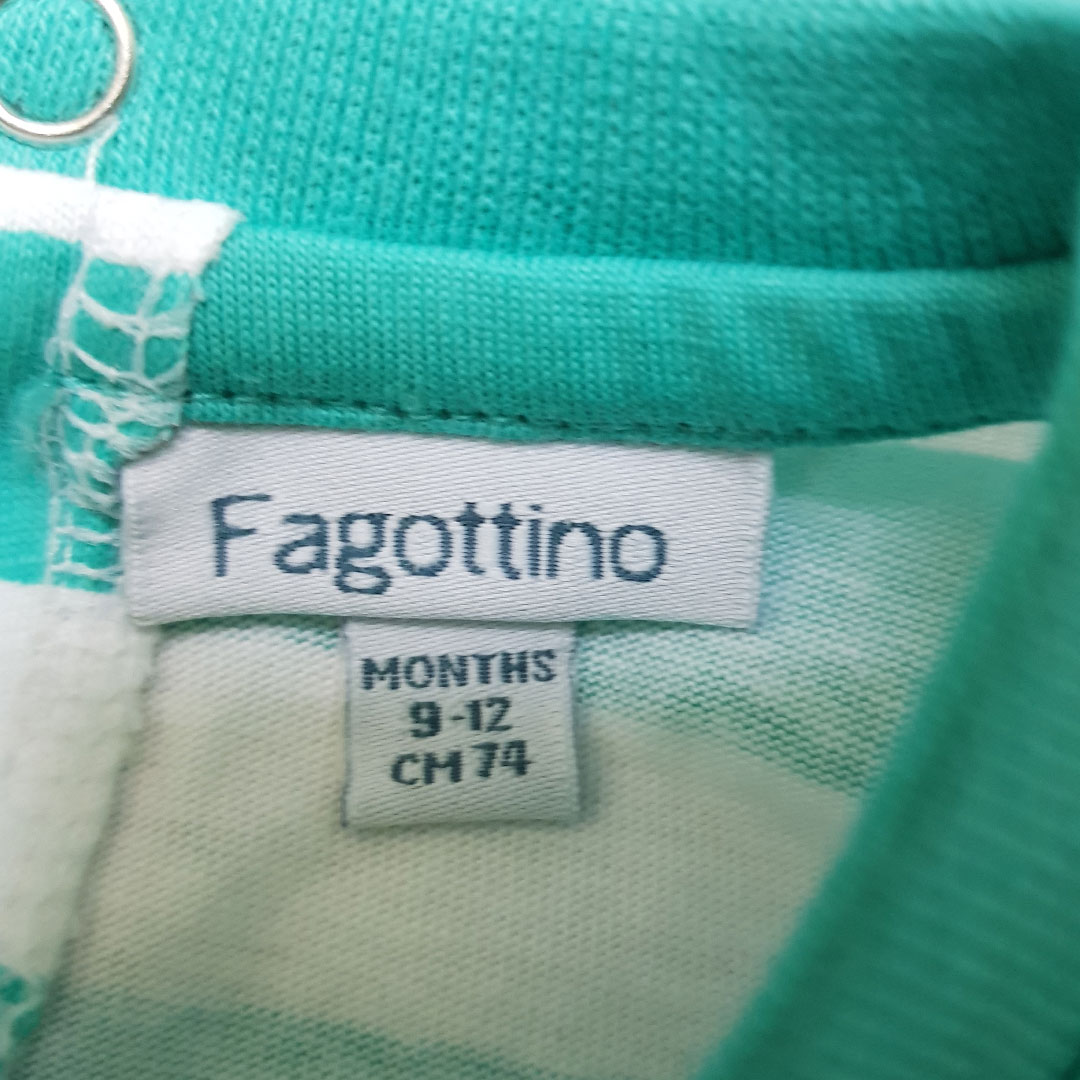 Fagottino
MONTHS
9-12
CM 74